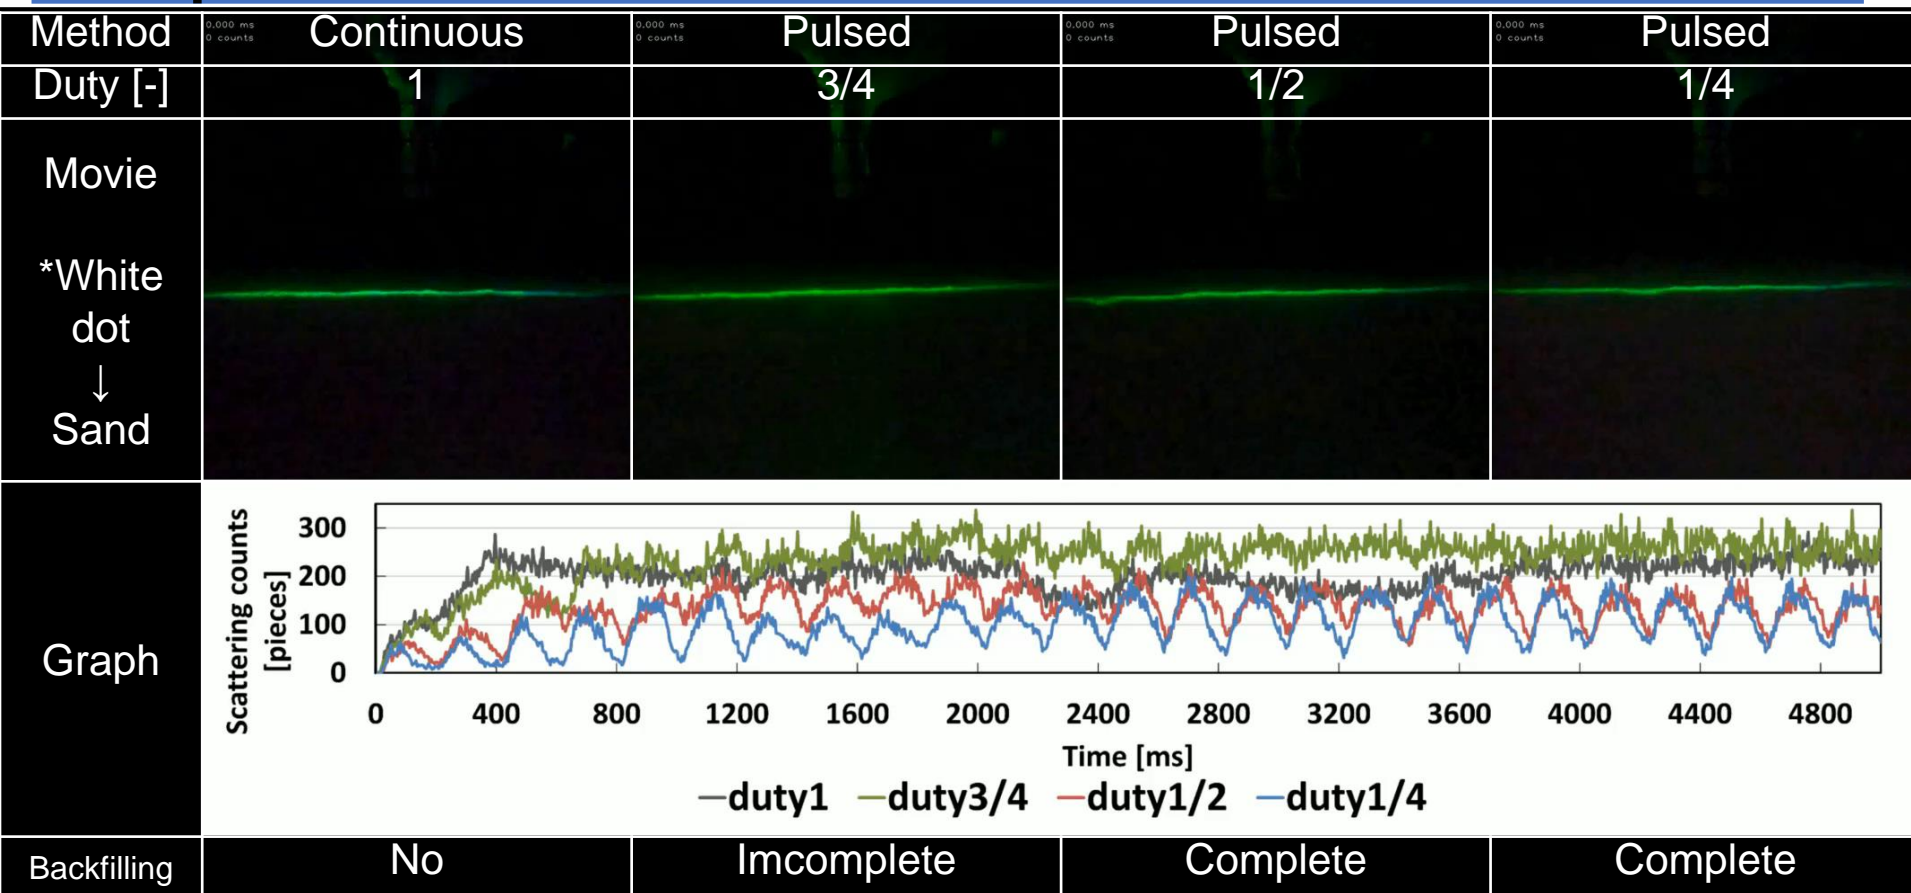 Method
0.000 ms
0 counts
Continuous
0.000 ms
0 counts
Pulsed
0.000 ms
0 counts
Pulsed
0.000 ms
0 counts
Pulsed
Duty [-]
1
3/4
1/2
1/4
Movie
*White
dot
↓
Sand
Graph
Scattering counts
[pieces]
300
200
100
0
0 400 800 1200 1600 2000 2400 2800 3200 3600 4000 4400 4800
Time [ms]
duty1 duty3/4 duty1/2 duty1/4
Backfilling
No
Imcomplete
Complete
Complete